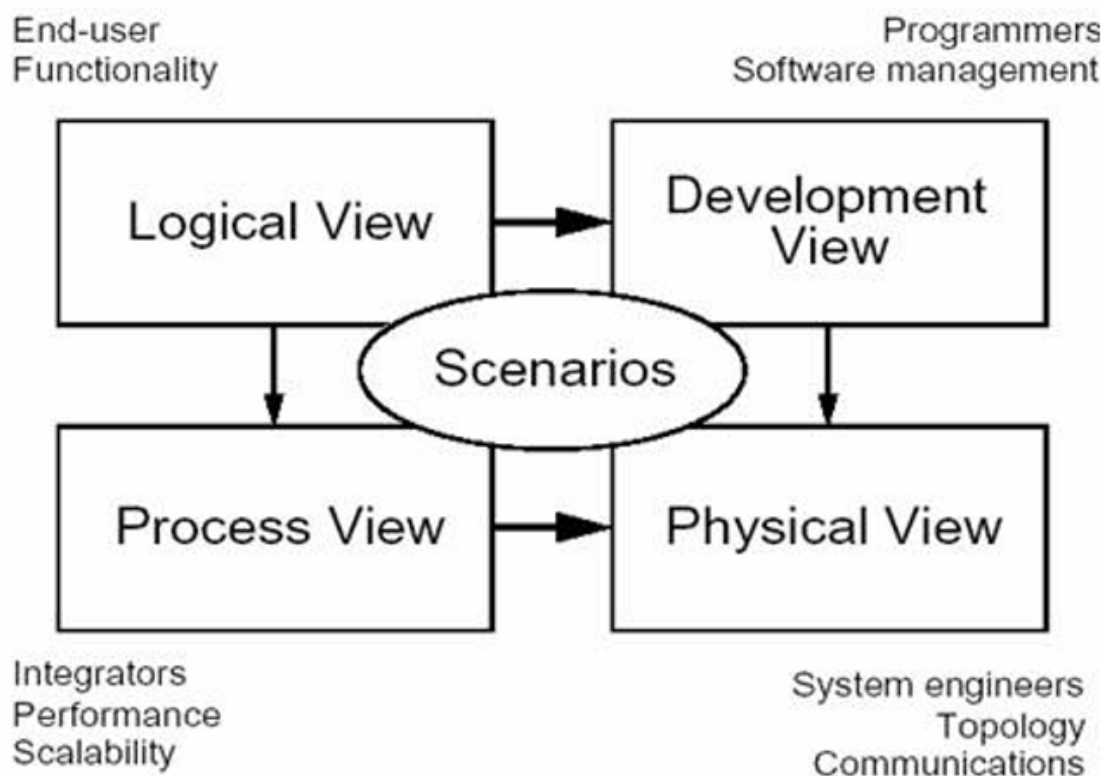 End-user
Functionality
Programmers
Software management
Logical View
Development
View
Scenarios
Process View
Physical View
Integrators
Performance
Scalability
System engineers
Topology
Communications